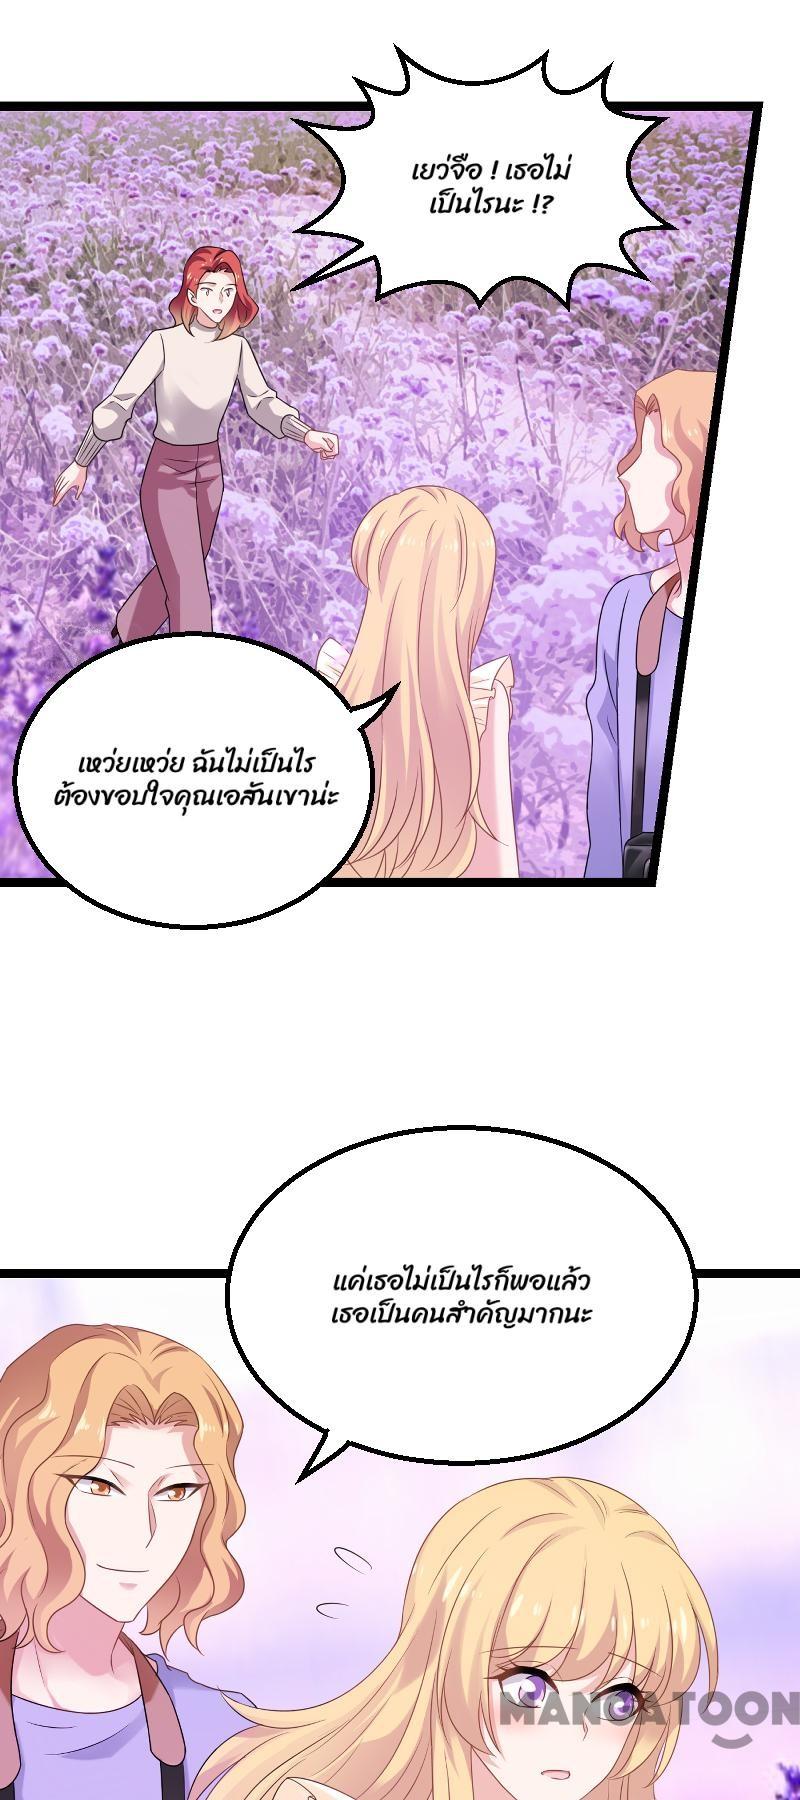 เยว่จือ ! เธอไม่
เป็นไรนะ !?
เหว่ยเหว่ย ฉันไม่เป็นไร
ต้องขอบใจคุณเอสันเขาน่ะ
แค่เธอไม่เป็นไรก็พอแล้ว
เธอเป็นคนสำคัญมากนะ
MANGATOON